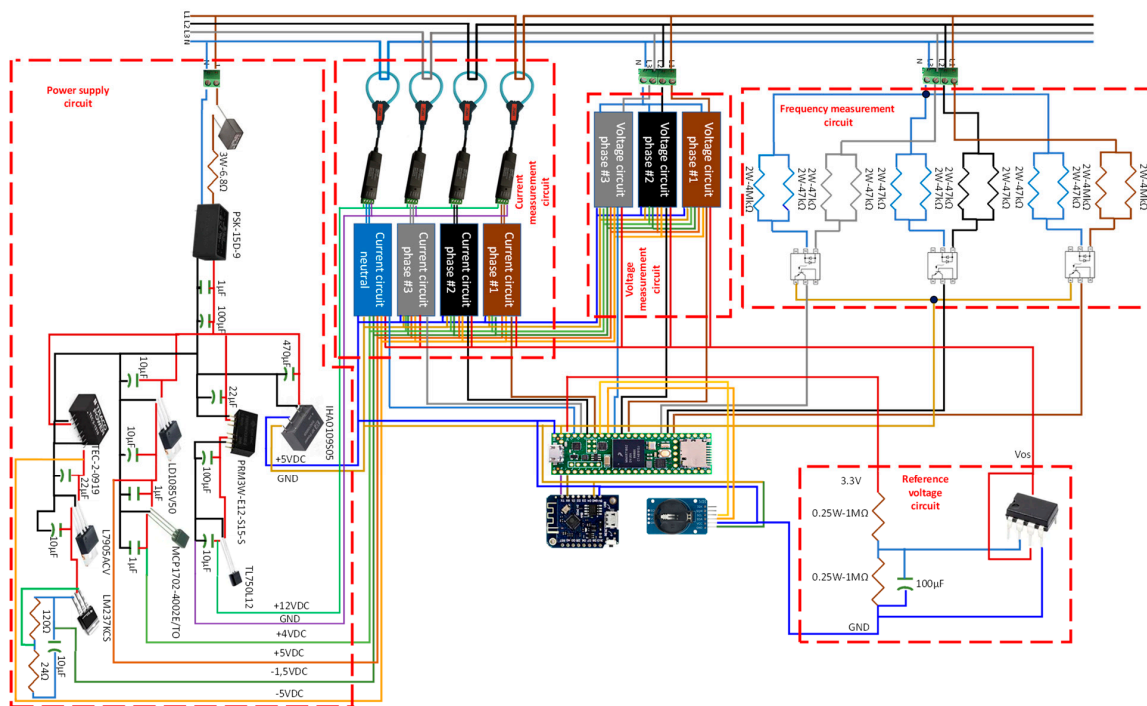 L1
L2
L3
N
Power supply
circuit
N
L
3W-6.8Ω
PSK-15D-9
1µF
100µF
10µF
470µF
22µF
IHA0109S05
TEC-2-0919
10µF
LD1085V50
PRM3W-E12-S15-S
+5VDC
GND
22µF
1µF
100µF
10µF
L7905ACV
1µF
MCP1702-4002E/TO
10µF
TL750L12
LM237KCS
120Ω
10µF
24Ω
+12VDC
GND
+4VDC
+5VDC
-1,5VDC
-5VDC
Current
measurement
circuit
Current circuit
neutral
Current circuit
phase #3
Current circuit
phase #2
Current circuit
phase #1
N
L3
L2
L1
Voltage circuit
phase #3
Voltage circuit
phase #2
Voltage circuit
phase #1
Voltage
measurement
circuit
N
L3
L2
L1
Frequency measurement
circuit
2W-4MkΩ
2W-47kΩ
2W-47kΩ
2W-47kΩ
2W-47kΩ
2W-4MkΩ
2W-47kΩ
2W-4MkΩ
Vos
3.3V
Reference
voltage
circuit
0.25W-1MΩ
0.25W-1MΩ
100µF
GND